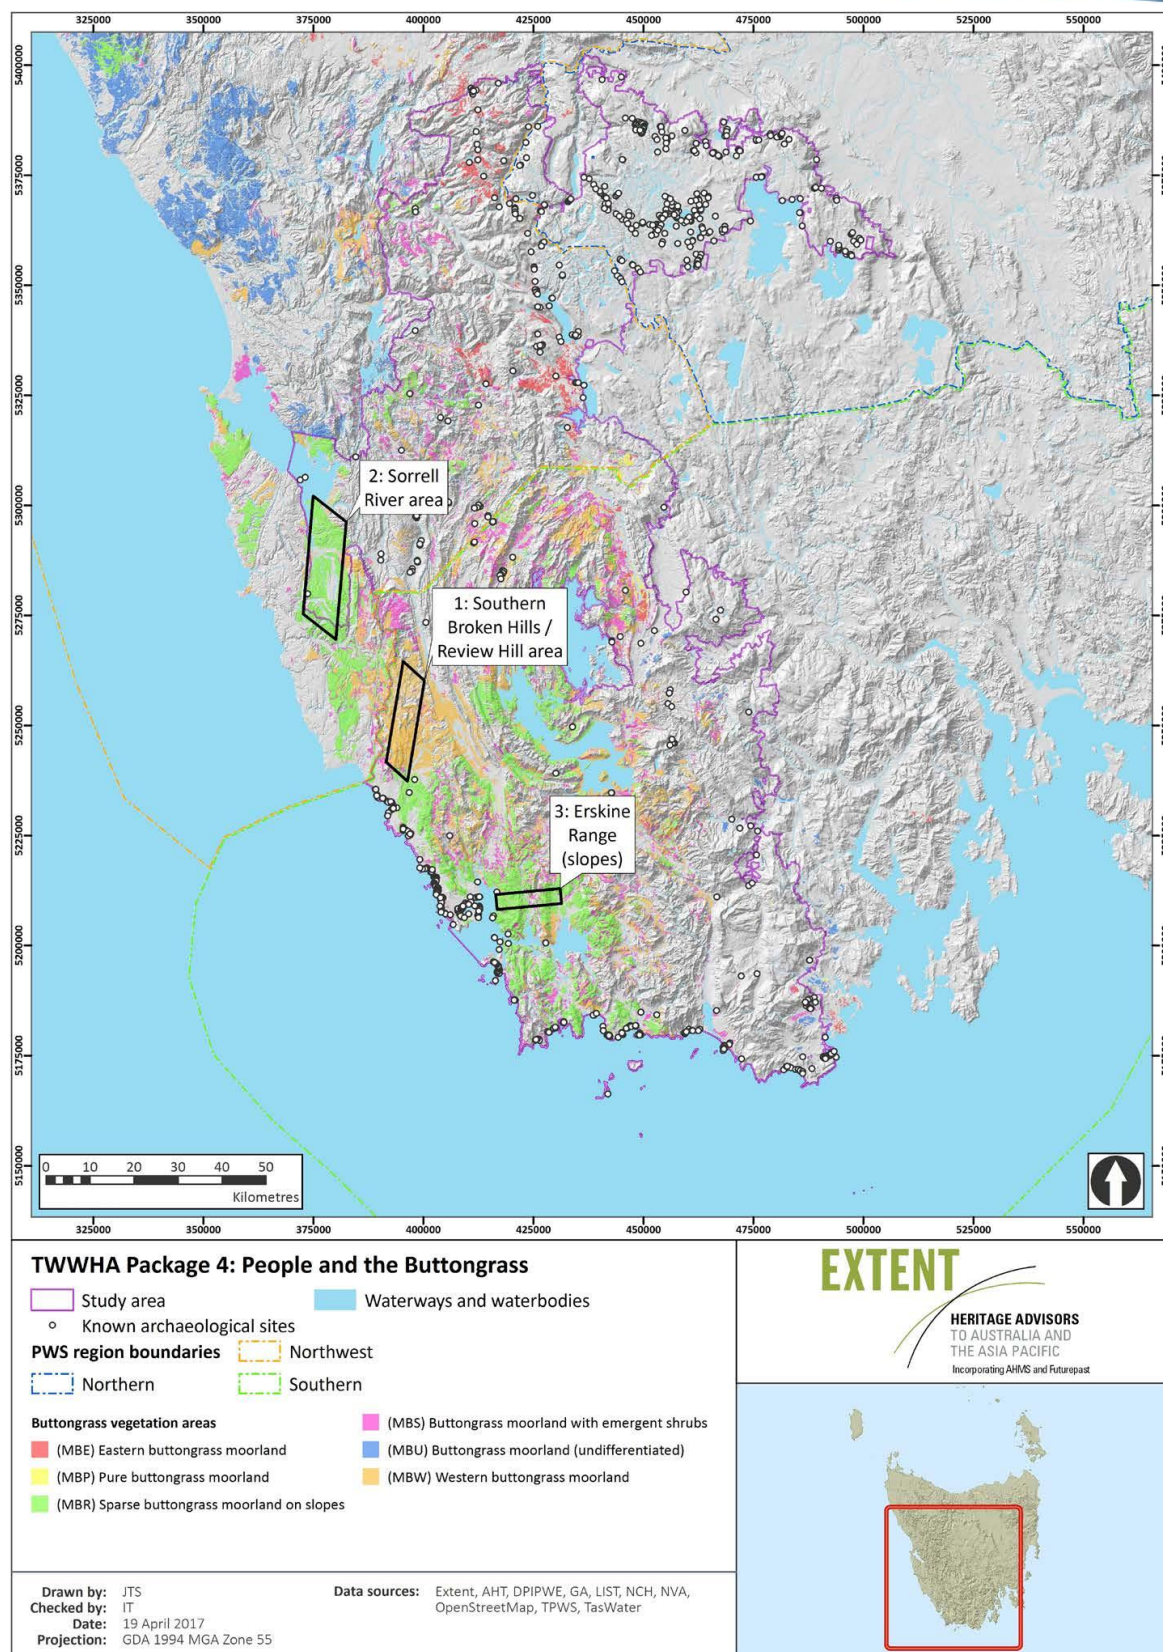 325000 350000 375000 400000 425000 450000 475000 500000 525000 550000
5400000
5375000
5350000
5325000
5300000
5275000
5250000
5225000
5200000
5175000
5150000
2: Sorrell
River area
1: Southern
Broken Hills /
Review Hill area
3: Erskine
Range
(slopes)
0 10 20 30 40 50
Kilometres
325000 350000 375000 400000 425000 450000 475000 500000 525000 550000
TWWHA Package 4: People and the Buttongrass
Study area
Waterways and waterbodies
Known archaeological sites
PWS region boundaries
Northwest
Northern
Southern
Buttongrass vegetation areas
(MBE) Eastern buttongrass moorland
(MBP) Pure buttongrass moorland
(MBR) Sparse buttongrass moorland on slopes
(MBS) Buttongrass moorland with emergent shrubs
(MBU) Buttongrass moorland (undifferentiated)
(MBW) Western buttongrass moorland
EXTENT
HERITAGE ADVISORS
TO AUSTRALIA AND
THE ASIA PACIFIC
Incorporating AHMS and Futurepast
Drawn by: JTS
Checked by: IT
Date: 19 April 2017
Projection: GDA 1994 MGA Zone 55
Data sources: Extent, AHT, DPIPWE, GA, LIST, NCH, NVA,
OpenStreetMap, TPWS, TasWater